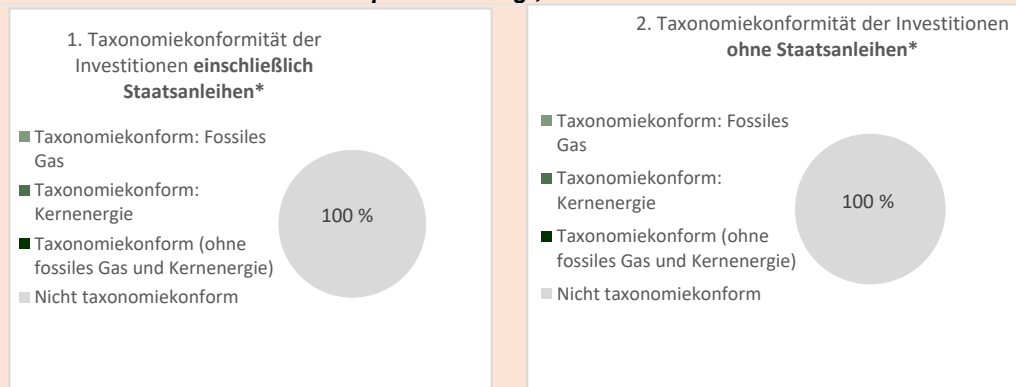 1. Taxonomiekonformität der
Investitionen einschließlich
Staatsanleihen*
Taxonomiekonform: Fossiles
Gas
Taxonomiekonform:
Kernenergie
Taxonomiekonform (ohne
fossiles Gas und Kernenergie)
Nicht taxonomiekonform
100 %
2. Taxonomiekonformität der Investitionen
ohne Staatsanleihen*
Taxonomiekonform: Fossiles
Gas
Taxonomiekonform:
Kernenergie
Taxonomiekonform (ohne
fossiles Gas und Kernenergie)
Nicht taxonomiekonform
100 %